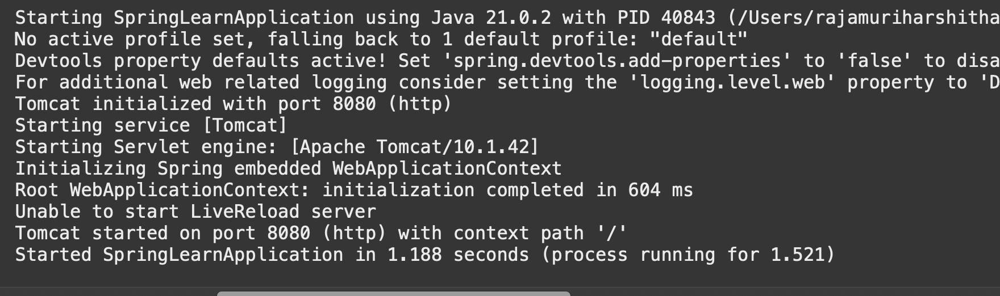 Starting SpringLearnApplication using Java 21.0.2 with PID 40843 (/Users/rajamuriharshitha
No active profile set, falling back to 1 default profile: "default"
Devtools property defaults active! Set 'spring.devtools.add-properties' to 'false' to disa
For additional web related logging consider setting the 'logging.level.web' property to 'D
Tomcat initialized with port 8080 (http)
Starting service [Tomcat]
Starting Servlet engine: [Apache Tomcat/10.1.42]
Initializing Spring embedded WebApplicationContext
Root WebApplicationContext: initialization completed in 604 ms
Unable to start LiveReload server
Tomcat started on port 8080 (http) with context path '/'
Started SpringLearnApplication in 1.188 seconds (process running for 1.521)